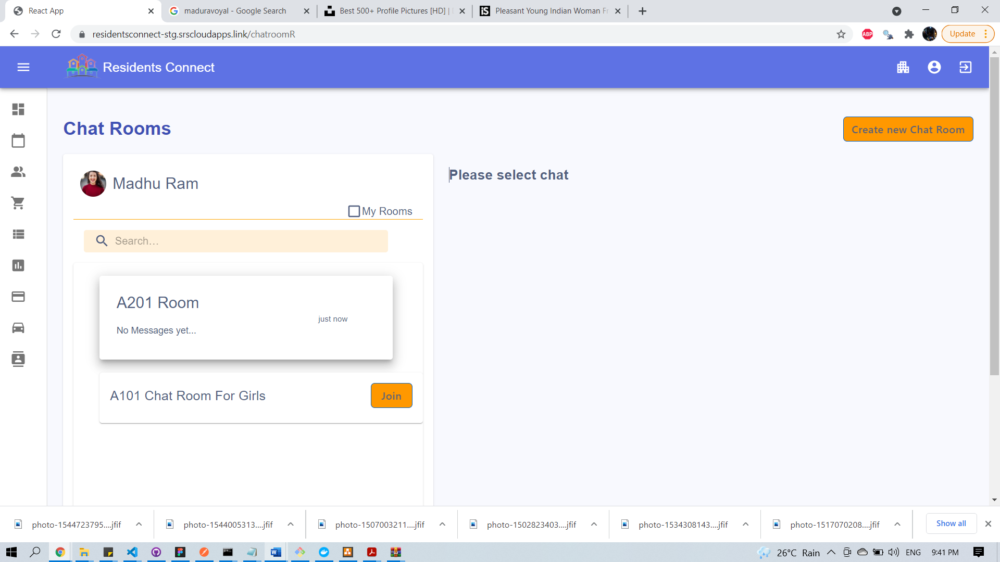 React App
maduravoyal - Google Search
Best 500+ Profile Pictures [HD] |
Pleasant Young Indian Woman Fr
residentsconnect-stg.srscloudapps.link/chatroomR
ABP
Update
Residents Connect
Chat Rooms
Create new Chat Room
Madhu Ram
Please select chat
My Rooms
Search...
A201 Room
just now
No Messages yet...
A101 Chat Room For Girls
Join
photo-1544723795....jfif
photo-1544005313....jfif
photo-1507003211....jfif
photo-1502823403....jfif
photo-1534308143....jfif
photo-1517070208....jfif
Show all
26°C Rain
ENG
9:41 PM